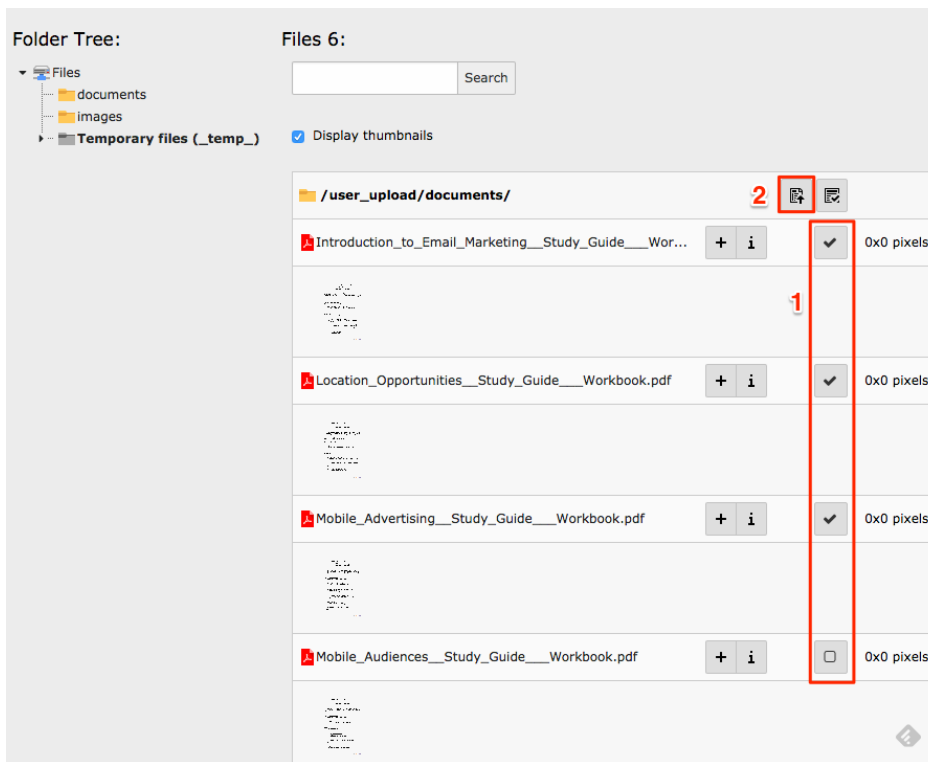 Folder Tree:
Files
documents
images
Temporary files (_temp_)
Files 6:
Search
Display thumbnails
/user_upload/documents/
2
Introduction_to_Email_Marketing__Study_Guide___Wor...
+ i
0x0 pixels
1
Location_Opportunities__Study_Guide___Workbook.pdf
+ i
0x0 pixels
Mobile_Advertising__Study_Guide___Workbook.pdf
+ i
0x0 pixels
Mobile_Audiences__Study_Guide___Workbook.pdf
+ i
0x0 pixels